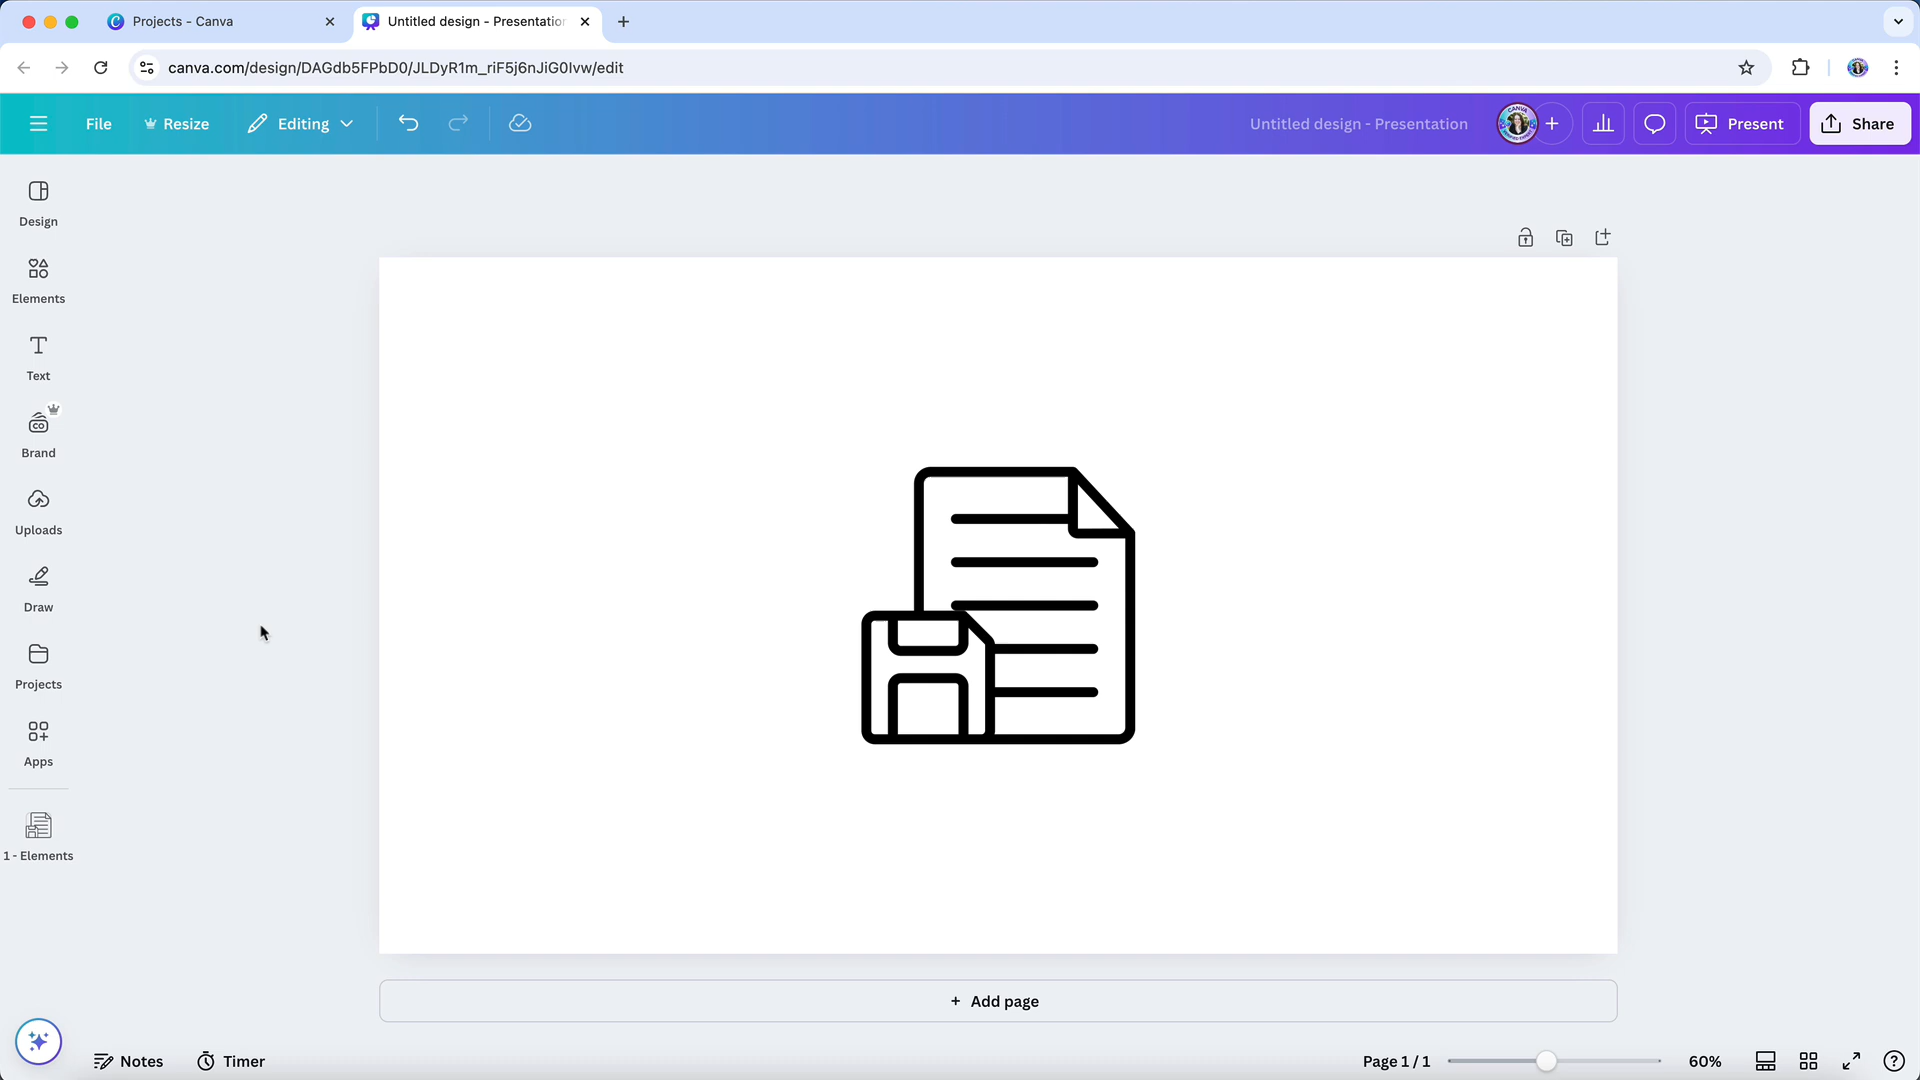 Projects - Canva
Untitled design - Presentation
canva.com/design/DAGdb5FPbD0/JLDyR1m_riF5j6nJiG0Ivw/edit
File
Resize
Editing
Untitled design - Presentation
Present
Share
Design
Elements
Text
CO
Brand
Uploads
Draw
Projects
Apps
1 - Elements
+ Add page
Notes
Timer
Page 1 / 1
60%